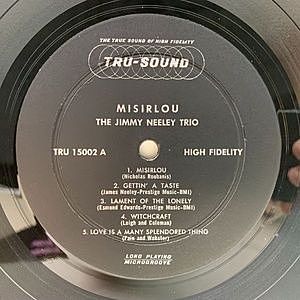 THE TRUE SOUND OF HIGH FIDELITY
TRU-SOUND
MISIRLOU
THE JIMMY NEELEY TRIO
TRU 15002 A
HIGH FIDELITY
1. MISIRLOU
(Nicholas Roubanis)
2. GETTIN' A TASTE
(James Neeley-Prestige Music-BMI)
3. LAMENT OF THE LONELY
(Esmond Edwards-Prestige Music-BMI)
4. WITCHCRAFT
(Leigh and Coleman)
5. LOVE IS A MANY SPLENDORED THING
(Fain and Webster)
LONG PLAYING
MICROGROOVE